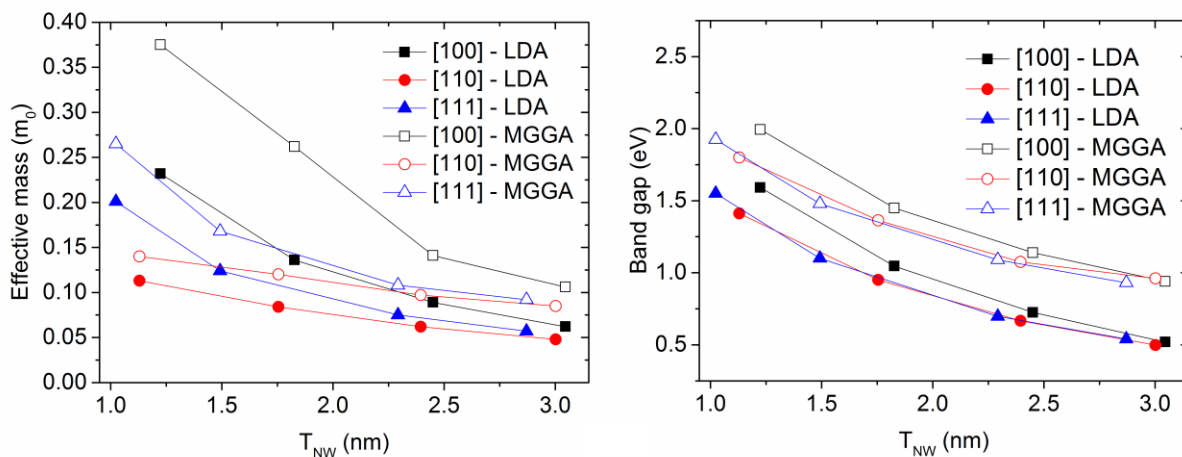 0.40
0.35
0.30
0.25
0.20
0.15
0.10
0.05
0.00
Effective mass (m0)
[100] - LDA
[110] - LDA
[111] - LDA
[100] - MGGA
[110] - MGGA
[111] - MGGA
1.0 1.5 2.0 2.5 3.0
TNW (nm)
2.5
2.0
1.5
1.0
0.5
Band gap (eV)
[100] - LDA
[110] - LDA
[111] - LDA
[100] - MGGA
[110] - MGGA
[111] - MGGA
1.0 1.5 2.0 2.5 3.0
TNW (nm)